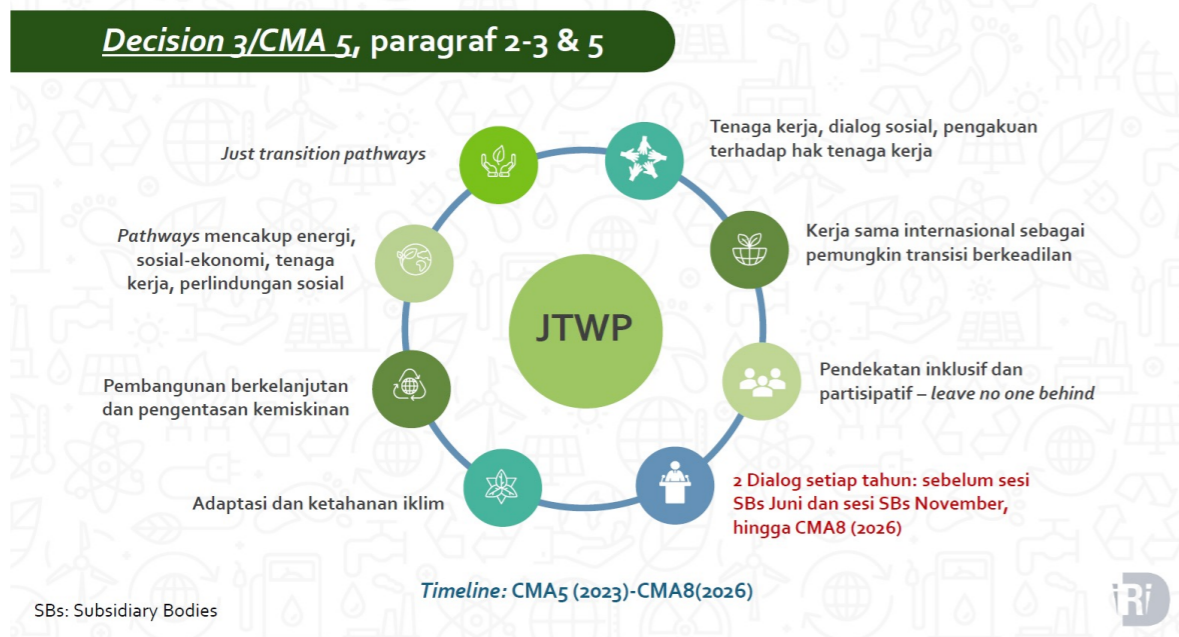 Decision 3/CMA 5, paragraf 2-3 & 5
Just transition pathways
Tenaga kerja, dialog sosial, pengakuan
terhadap hak tenaga kerja
Pathways mencakup energi,
sosial-ekonomi, tenaga
kerja, perlindungan sosial
Kerja sama internasional sebagai
pemungkin transisi berkeadilan
JTWP
Pembangunan berkelanjutan
dan pengentasan kemiskinan
Pendekatan inklusif dan
partisipatif – leave no one behind
Adaptasi dan ketahanan iklim
2 Dialog setiap tahun: sebelum sesi
SBs Juni dan sesi SBs November,
hingga CMA8 (2026)
Timeline: CMA5 (2023)-CMA8(2026)
SBs: Subsidiary Bodies
iRiD